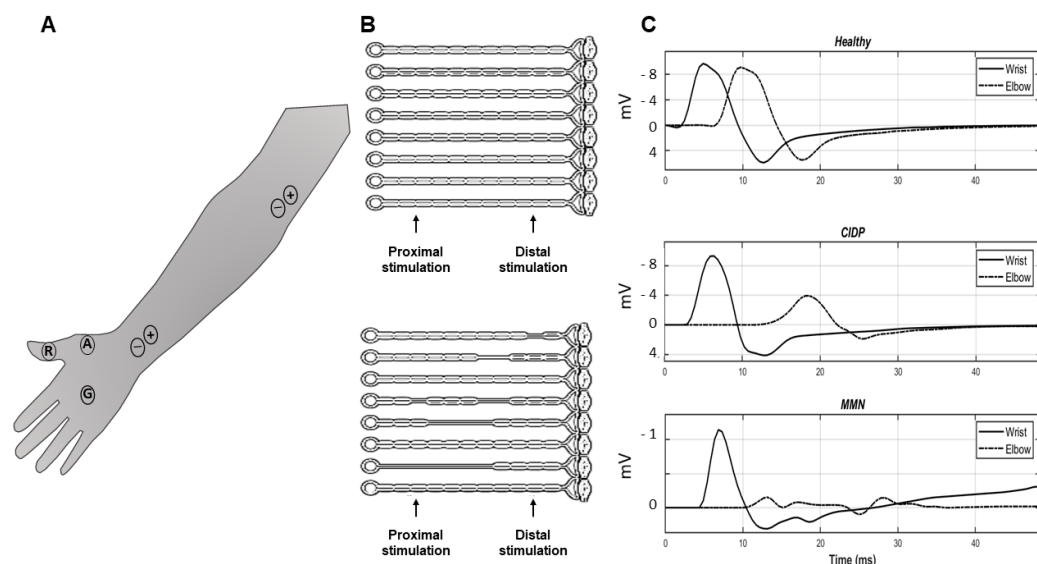 A
B
C
+
−
+
−
R
A
G
Proximal
stimulation
Distal
stimulation
Proximal
stimulation
Distal
stimulation
Healthy
- 8
- 4
0
4
mV
Wrist
Elbow
0
10
20
30
40
CIDP
- 8
- 4
0
4
mV
Wrist
Elbow
0
10
20
30
40
MMN
- 1
0
mV
Wrist
Elbow
0
10
20
30
40
Time (ms)